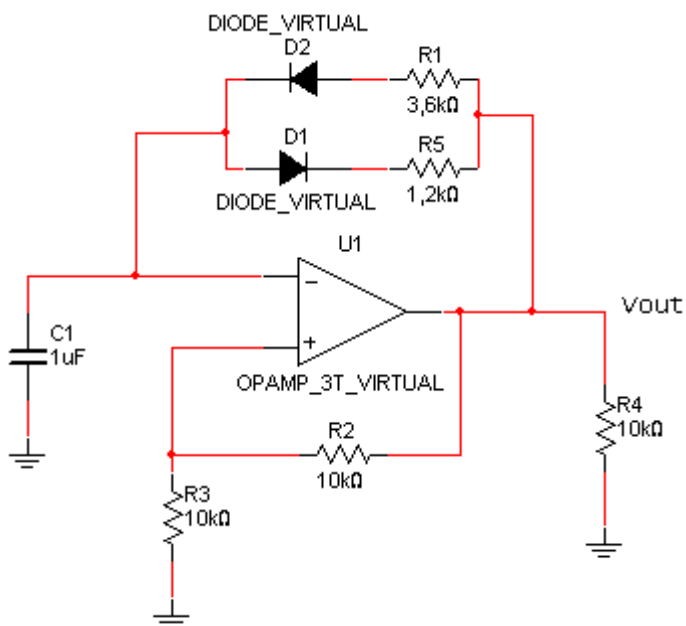 DIODE_VIRTUAL
D2
R1
3,6kΩ
D1
R5
DIODE_VIRTUAL
1,2kΩ
U1
Vout
C1
1uF
OPAMP_3T_VIRTUAL
R4
10kΩ
R2
10kΩ
R3
10kΩ